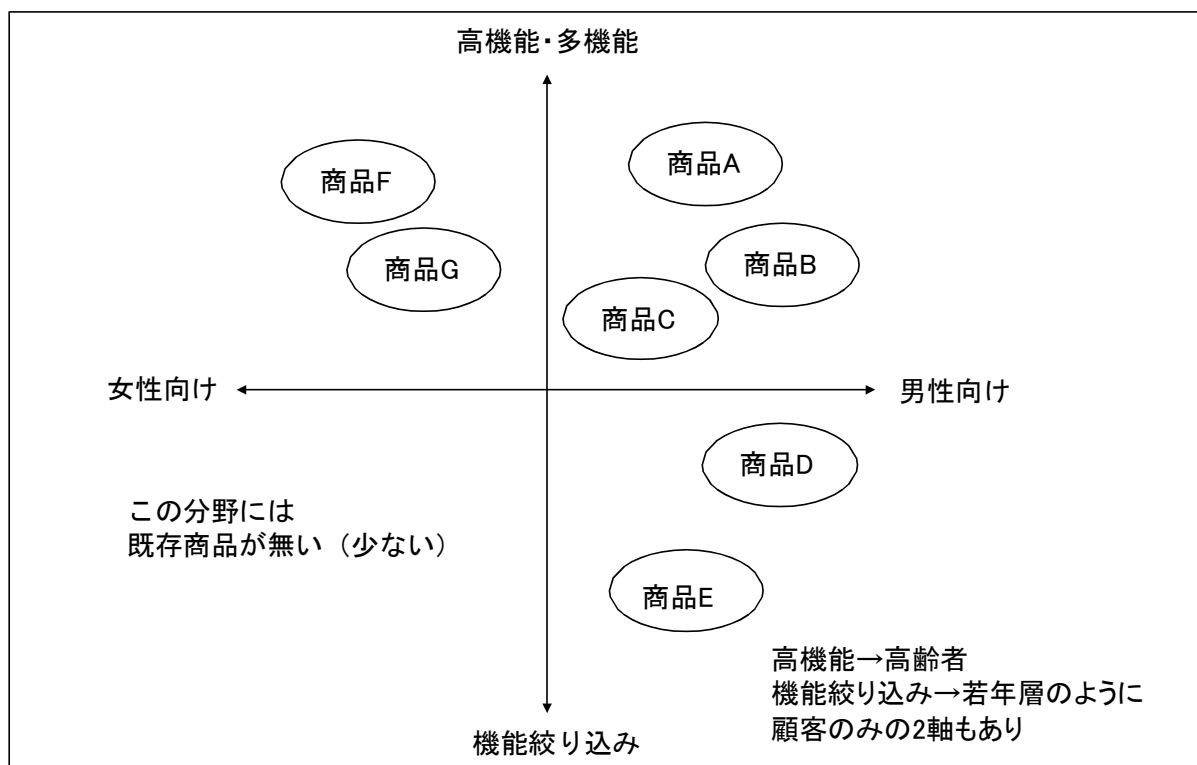 高機能・多機能
商品A
商品F
商品B
商品G
商品C
女性向け
男性向け
商品D
この分野には
既存商品が無い（少ない）
商品E
高機能→高齢者
機能絞り込み→若年層のように
顧客のみの2軸もあり
機能絞り込み